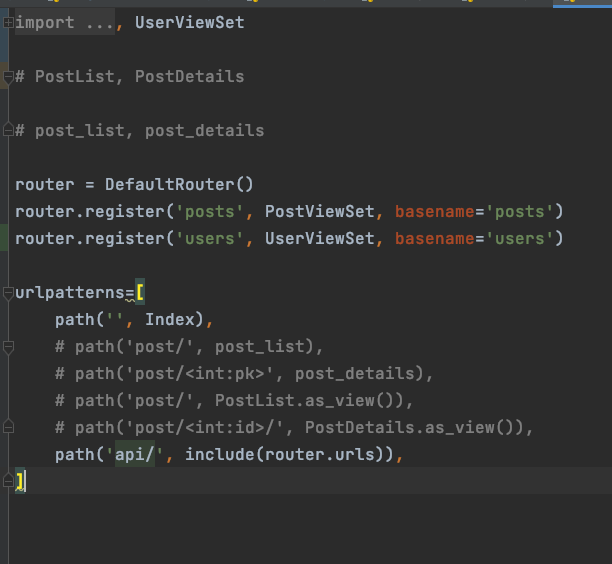 import ..., UserViewSet
# PostList, PostDetails
# post_list, post_details
router = DefaultRouter()
router.register('posts', PostViewSet, basename='posts')
router.register('users', UserViewSet, basename='users')
urlpatterns=[
    path('', Index),
    # path('post/', post_list),
    # path('post/<int:pk>', post_details),
    # path('post/', PostList.as_view()),
    # path('post/<int:id>/', PostDetails.as_view()),
    path('api/', include(router.urls)),
]